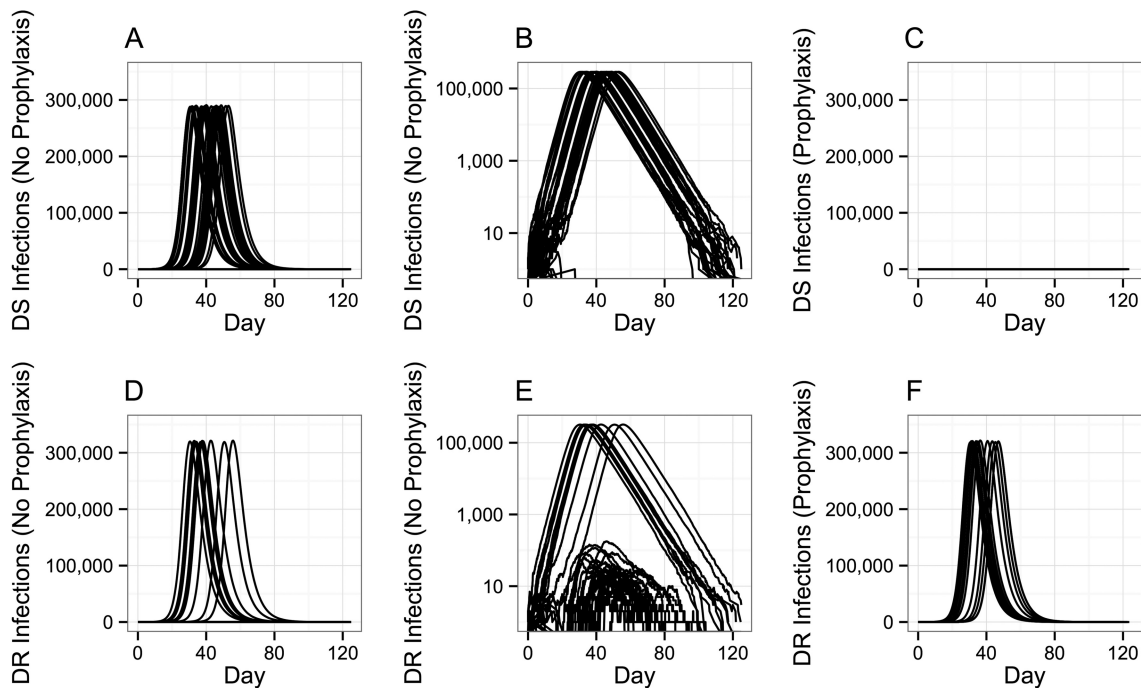 A
DS Infections (No Prophylaxis)
300,000
200,000
100,000
0
0 40 80 120
Day
B
DS Infections (No Prophylaxis)
100,000
1,000
10
0 40 80 120
Day
C
DS Infections (Prophylaxis)
300,000
200,000
100,000
0
0 40 80 120
Day
D
DR Infections (No Prophylaxis)
300,000
200,000
100,000
0
0 40 80 120
Day
E
DR Infections (No Prophylaxis)
100,000
1,000
10
0 40 80 120
Day
F
DR Infections (Prophylaxis)
300,000
200,000
100,000
0
0 40 80 120
Day